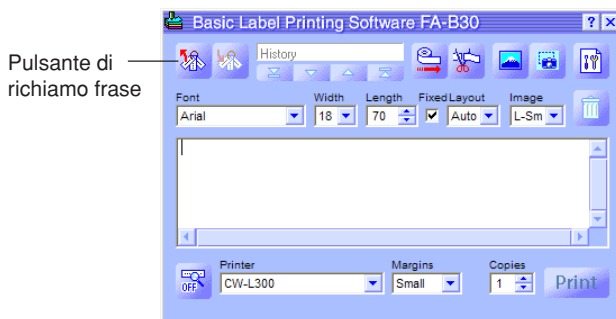 Basic Label Printing Software FA-B30
Pulsante di
richiamo frase
History
Font Width Length Fixed Layout Image
Arial 18 70 Auto L-Sm
Printer Margins Copies
OFF CW-L300 Small 1 Print